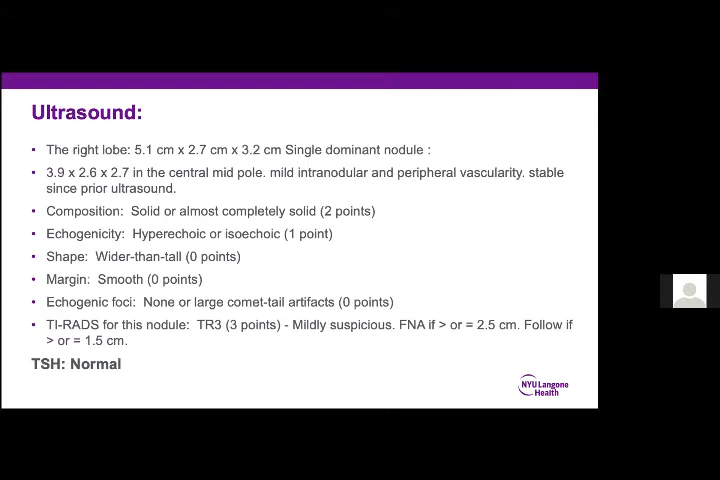 Ultrasound:
• The right lobe: 5.1 cm x 2.7 cm x 3.2 cm Single dominant nodule :
• 3.9 x 2.6 x 2.7 in the central mid pole. mild intranodular and peripheral vascularity. stable
since prior ultrasound.
• Composition: Solid or almost completely solid (2 points)
• Echogenicity: Hyperechoic or isoechoic (1 point)
• Shape: Wider-than-tall (0 points)
• Margin: Smooth (0 points)
• Echogenic foci: None or large comet-tail artifacts (0 points)
• TI-RADS for this nodule: TR3 (3 points) - Mildly suspicious. FNA if > or = 2.5 cm. Follow if
> or = 1.5 cm.
TSH: Normal
NYU Langone
Health